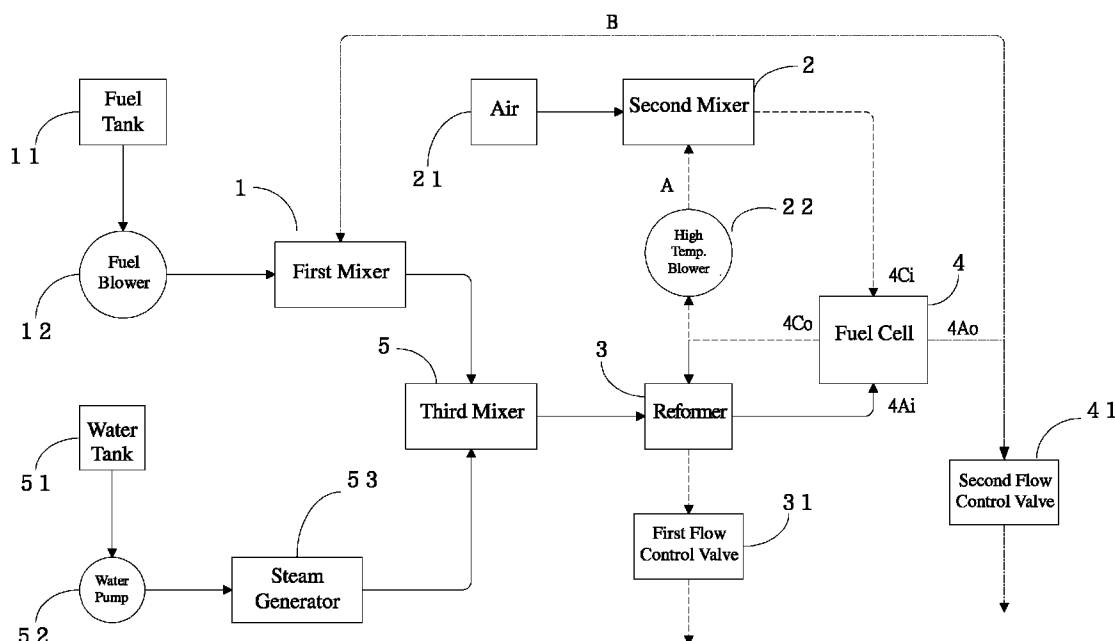 B
Fuel
Tank
1 1
Air
2 1
Second Mixer
2
A
High
Temp.
Blower
2 2
1
Fuel
Blower
1 2
First Mixer
4Ci
4
4Co
Fuel Cell
4Ao
5
Third Mixer
3
Reformer
4Ai
4 1
Second Flow
Control Valve
Water
Tank
5 1
5 3
3 1
First Flow
Control Valve
Water
Pump
5 2
Steam
Generator